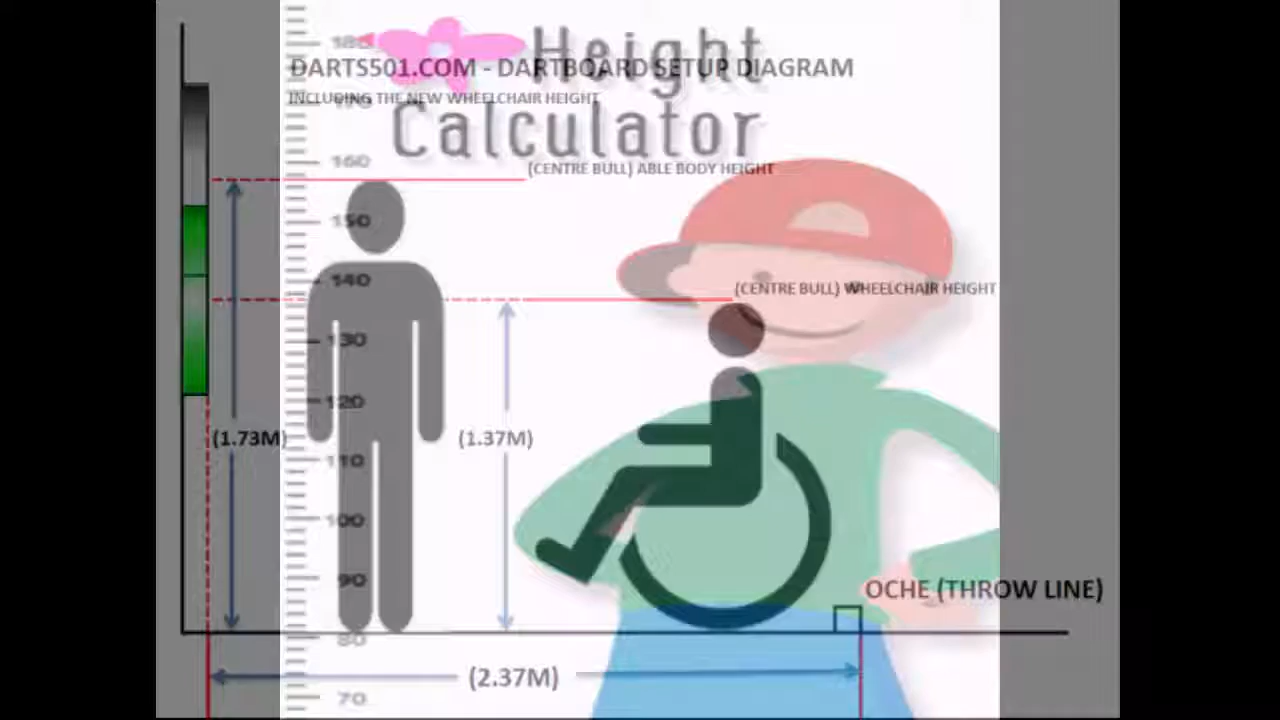 Height
DARTS501.COM - DARTBOARD SETUP DIAGRAM
INCLUDING THE NEW WHEELCHAIR HEIGHT
Calculator
(CENTRE BULL) ABLE BODY HEIGHT
(CENTRE BULL) WHEELCHAIR HEIGHT
180
170
160
150
140
130
120
110
100
90
80
70
(1.73M)
(1.37M)
OCHE (THROW LINE)
(2.37M)